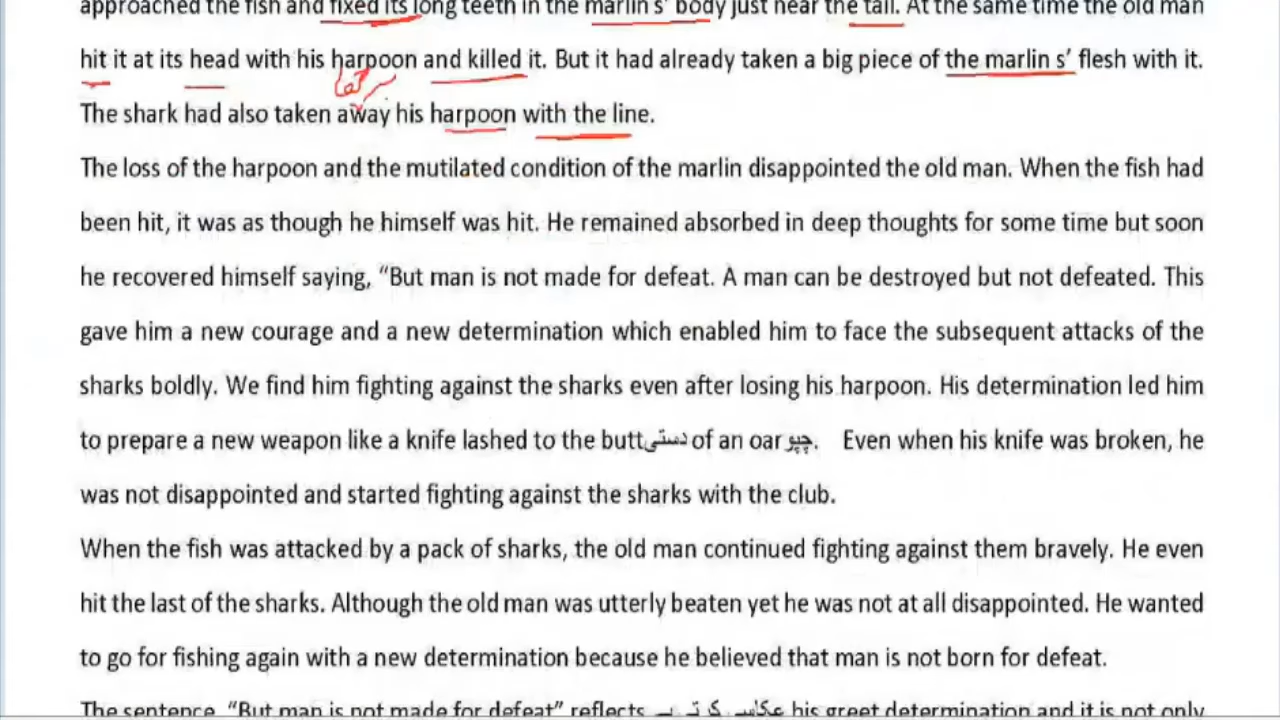 approached the fish and fixed its long teeth in the marlin s' body just near the tail. At the same time the old man
hit it at its head with his harpoon and killed it. But it had already taken a big piece of the marlin s' flesh with it.
The shark had also taken away his harpoon with the line.
The loss of the harpoon and the mutilated condition of the marlin disappointed the old man. When the fish had
been hit, it was as though he himself was hit. He remained absorbed in deep thoughts for some time but soon
he recovered himself saying, “But man is not made for defeat. A man can be destroyed but not defeated. This
gave him a new courage and a new determination which enabled him to face the subsequent attacks of the
sharks boldly. We find him fighting against the sharks even after losing his harpoon. His determination led him
to prepare a new weapon like a knife lashed to the butt دستی of an oar چپو. Even when his knife was broken, he
was not disappointed and started fighting against the sharks with the club.
When the fish was attacked by a pack of sharks, the old man continued fighting against them bravely. He even
hit the last of the sharks. Although the old man was utterly beaten yet he was not at all disappointed. He wanted
to go for fishing again with a new determination because he believed that man is not born for defeat.
The sentence, “But man is not made for defeat” reflects his greet determination and it is not only